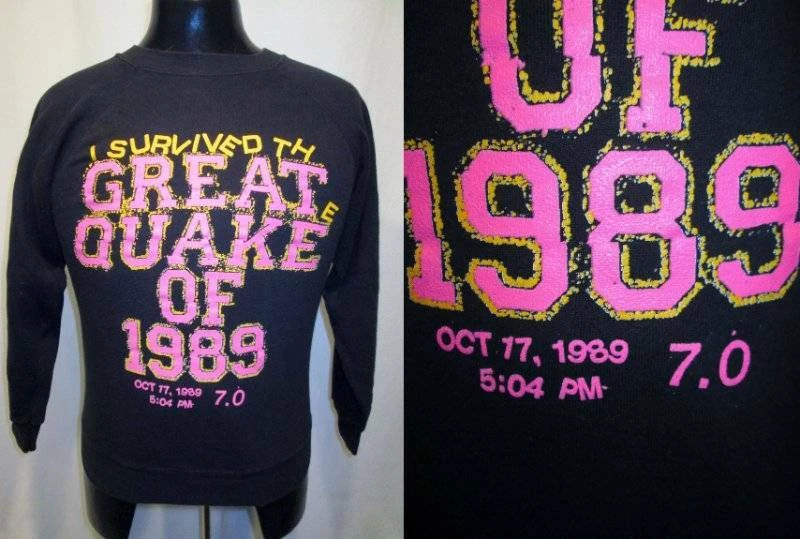 I SURVIVED THE
GREAT
QUAKE
OF
1989
OCT 17, 1989
5:04 PM
7.0
OF
1989
OCT 17, 1989
5:04 PM
7.0